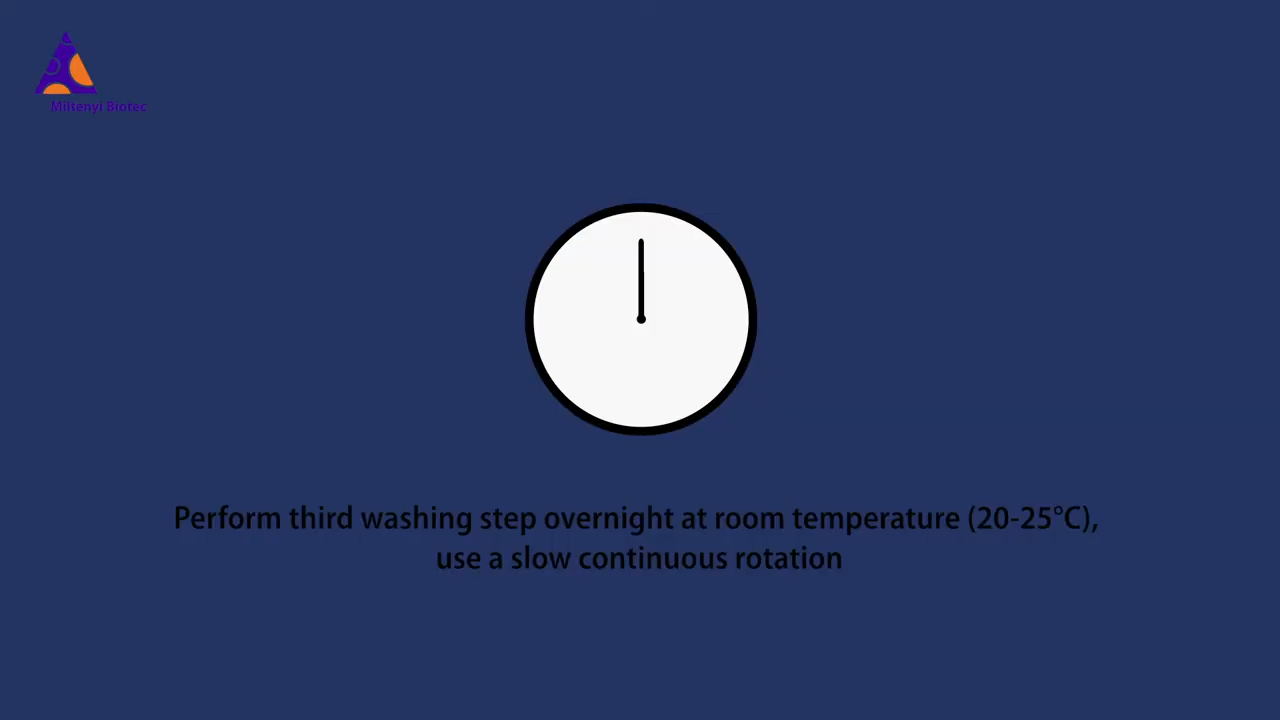 Miltenyi Biotec
Perform third washing step overnight at room temperature (20-25°C),
use a slow continuous rotation